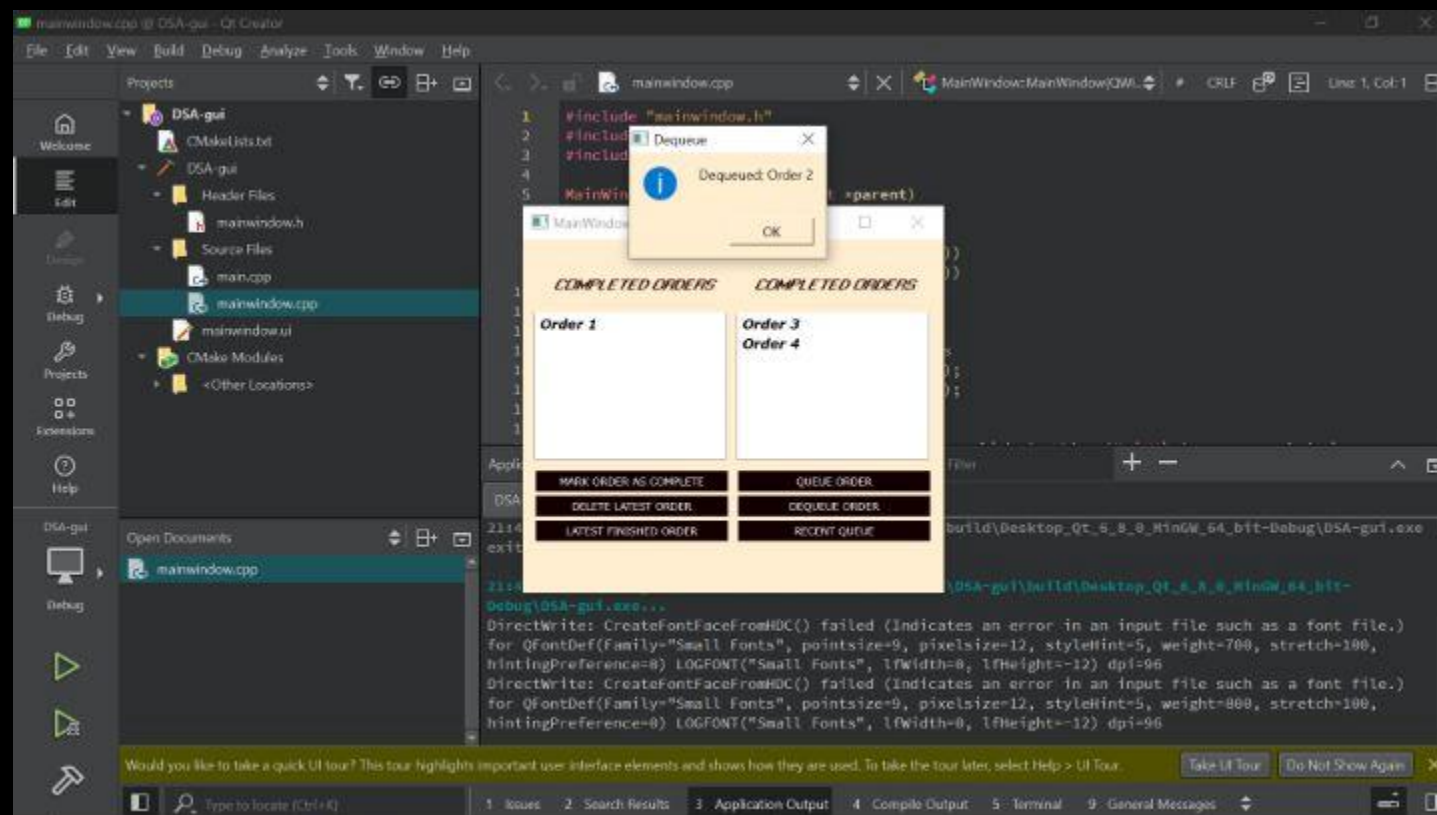 mainwindow.cpp @ DSA-gui - Qt Creator
File Edit View Build Debug Analyze Tools Window Help
Projects
mainwindow.cpp
MainWindow::MainWindow(QWi...
#
CRLF
Line: 1, Col: 1
Welcome
Edit
Design
Debug
Projects
Extensions
Help
DSA-gui
Debug
DSA-gui
CMakeLists.txt
DSA-gui
Header Files
mainwindow.h
Source Files
main.cpp
mainwindow.cpp
mainwindow.ui
CMake Modules
<Other Locations>
Open Documents
mainwindow.cpp
1 #include "mainwindow.h"
2 #includ
3 #includ
4
5 MainWin
*parent)
Dequeue
Dequeued: Order 2
OK
MainWindow
COMPLETED ORDERS
COMPLETED ORDERS
Order 1
Order 3
Order 4
MARK ORDER AS COMPLETE
QUEUE ORDER
DELETE LATEST ORDER
DEQUEUE ORDER
LATEST FINISHED ORDER
RECENT QUEUE
Applic
Filter
DSA
21:4
build\Desktop_Qt_6_8_0_MinGW_64_bit-Debug\DSA-gui.exe
exit
21:4
\DSA-gui\build\Desktop_Qt_6_8_0_MinGW_64_bit-
Debug\DSA-gui.exe...
DirectWrite: CreateFontFaceFromHDC() failed (Indicates an error in an input file such as a font file.)
for QFontDef(Family="Small Fonts", pointsize=9, pixelsize=12, styleHint=5, weight=700, stretch=100,
hintingPreference=0) LOGFONT("Small Fonts", lfWidth=0, lfHeight=-12) dpi=96
DirectWrite: CreateFontFaceFromHDC() failed (Indicates an error in an input file such as a font file.)
for QFontDef(Family="Small Fonts", pointsize=9, pixelsize=12, styleHint=5, weight=800, stretch=100,
hintingPreference=0) LOGFONT("Small Fonts", lfWidth=0, lfHeight=-12) dpi=96
Would you like to take a quick UI tour? This tour highlights important user interface elements and shows how they are used. To take the tour later, select Help > UI Tour.
Take UI Tour
Do Not Show Again
Type to locate (Ctrl+K)
1 Issues 2 Search Results 3 Application Output 4 Compile Output 5 Terminal 9 General Messages